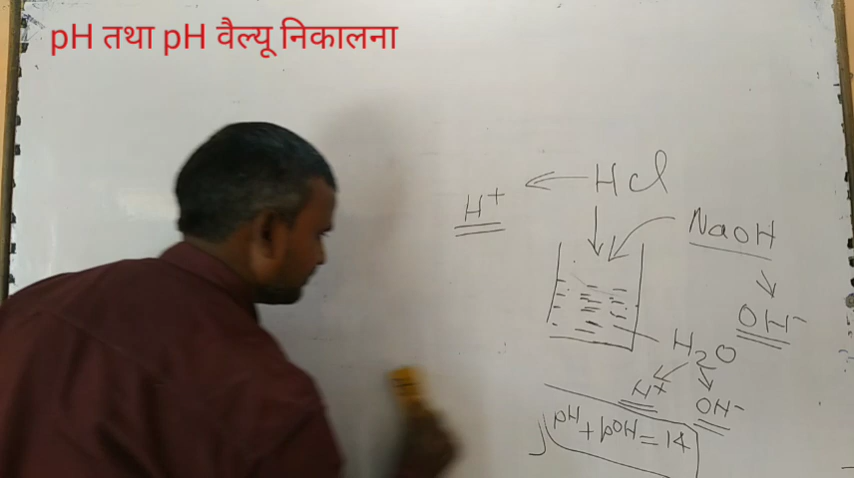 pH तथा pH वैल्यू निकालना
HCl
H⁺
NaOH
OH⁻
H₂O
H⁺
OH⁻
pH + pOH = 14